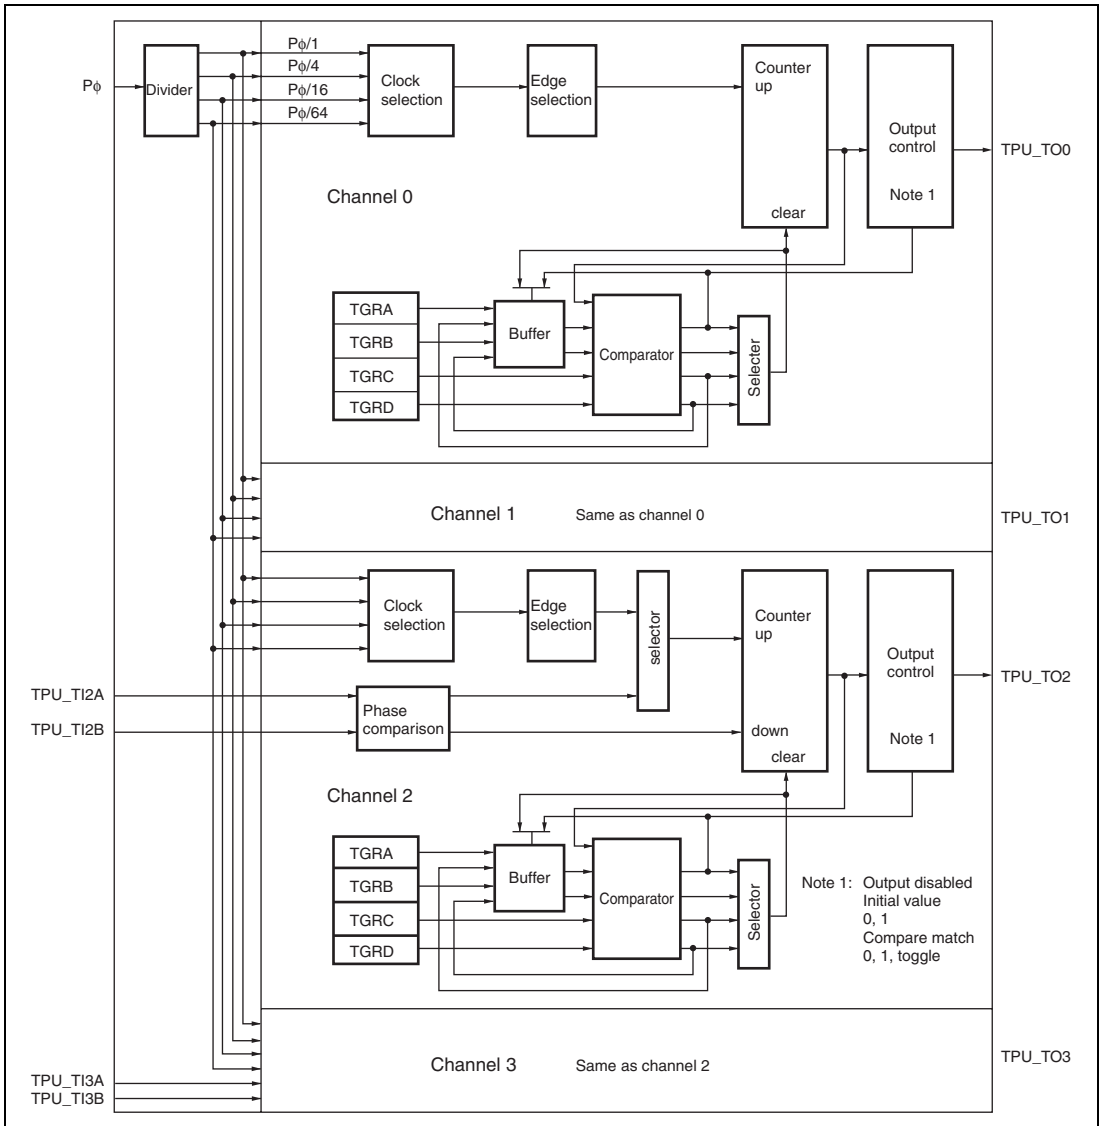 Pϕ
Divider
Pϕ/1
Pϕ/4
Pϕ/16
Pϕ/64
Clock
selection
Edge
selection
Counter
up
clear
Output
control
Note 1
TPU_TO0
Channel 0
TGRA
TGRB
TGRC
TGRD
Buffer
Comparator
Selecter
Channel 1
Same as channel 0
TPU_TO1
Clock
selection
Edge
selection
selector
Counter
up
down
clear
Output
control
Note 1
TPU_TO2
TPU_TI2A
TPU_TI2B
Phase
comparison
Channel 2
TGRA
TGRB
TGRC
TGRD
Buffer
Comparator
Selector
Note 1: Output disabled
Initial value
0, 1
Compare match
0, 1, toggle
Channel 3
Same as channel 2
TPU_TO3
TPU_TI3A
TPU_TI3B